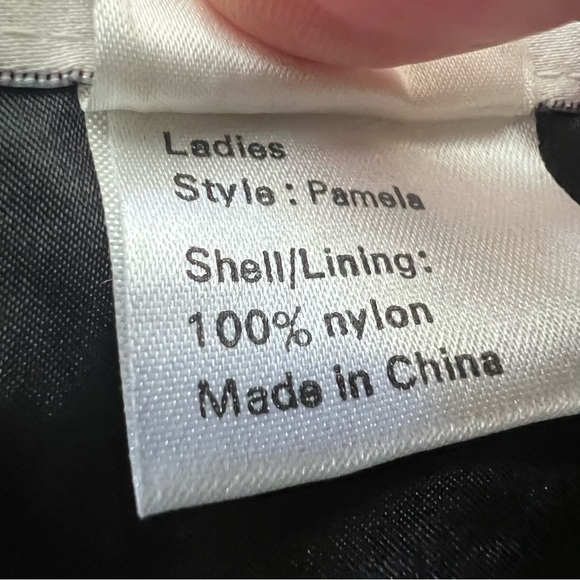 Ladies
Style : Pamela
Shell/Lining:
100% nylon
Made in China